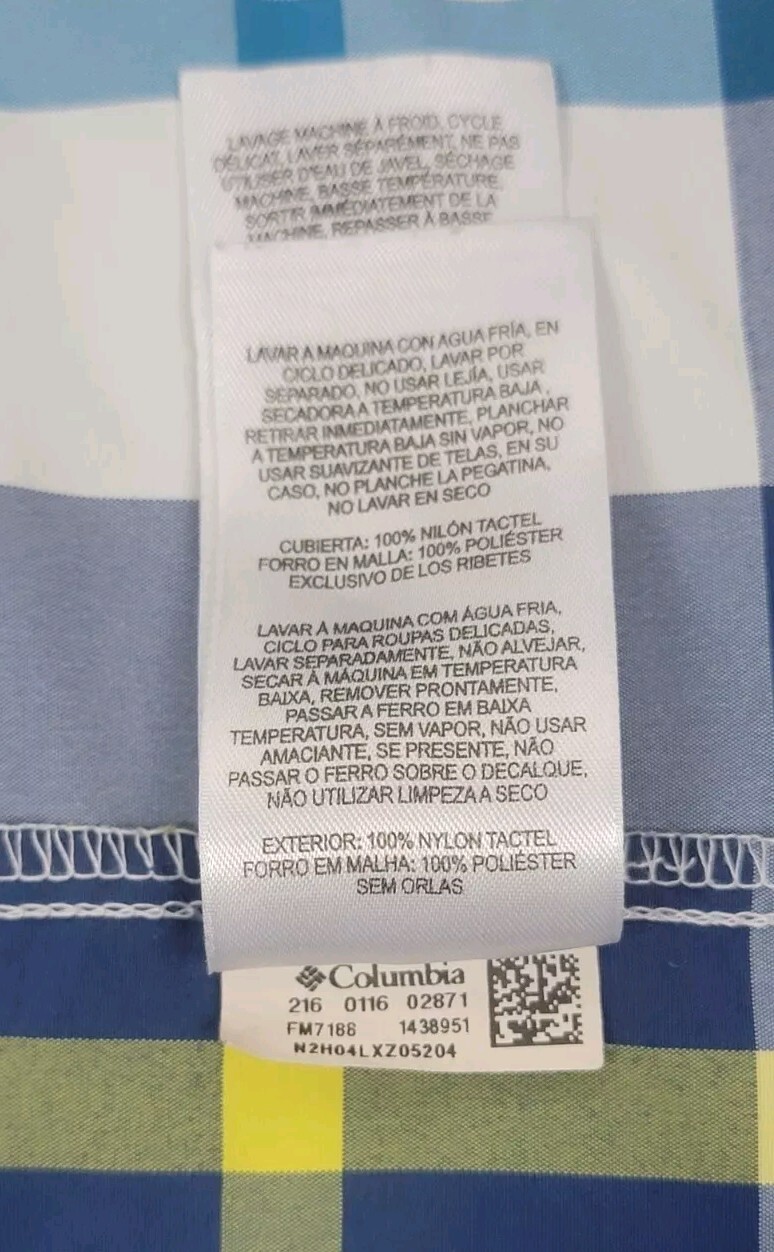 LAVAGE MACHINE À FROID, CYCLE
DÉLICAT, LAVER SÉPARÉMENT, NE PAS
UTILISER D'EAU DE JAVEL, SÉCHAGE
MACHINE, BASSE TEMPÉRATURE,
SORTIR IMMÉDIATEMENT DE LA
MACHINE, REPASSER À BASSE
LAVAR A MAQUINA CON AGUA FRÍA, EN
CICLO DELICADO, LAVAR POR
SEPARADO, NO USAR LEJÍA, USAR
SECADORA A TEMPERATURA BAJA ,
RETIRAR INMEDIATAMENTE, PLANCHAR
A TEMPERATURA BAJA SIN VAPOR, NO
USAR SUAVIZANTE DE TELAS, EN SU
CASO, NO PLANCHE LA PEGATINA,
NO LAVAR EN SECO
CUBIERTA: 100% NILÓN TACTEL
FORRO EN MALLA: 100% POLIÉSTER
EXCLUSIVO DE LOS RIBETES
LAVAR À MAQUINA COM ÁGUA FRIA,
CICLO PARA ROUPAS DELICADAS,
LAVAR SEPARADAMENTE, NÃO ALVEJAR,
SECAR Á MÁQUINA EM TEMPERATURA
BAIXA, REMOVER PRONTAMENTE,
PASSAR A FERRO EM BAIXA
TEMPERATURA, SEM VAPOR, NÃO USAR
AMACIANTE, SE PRESENTE, NÃO
PASSAR O FERRO SOBRE O DECALQUE,
NÃO UTILIZAR LIMPEZA A SECO
EXTERIOR: 100% NYLON TACTEL
FORRO EM MALHA: 100% POLIÉSTER
SEM ORLAS
Columbia
216 0116 02871
FM7188 1438951
N2H04LXZ05204